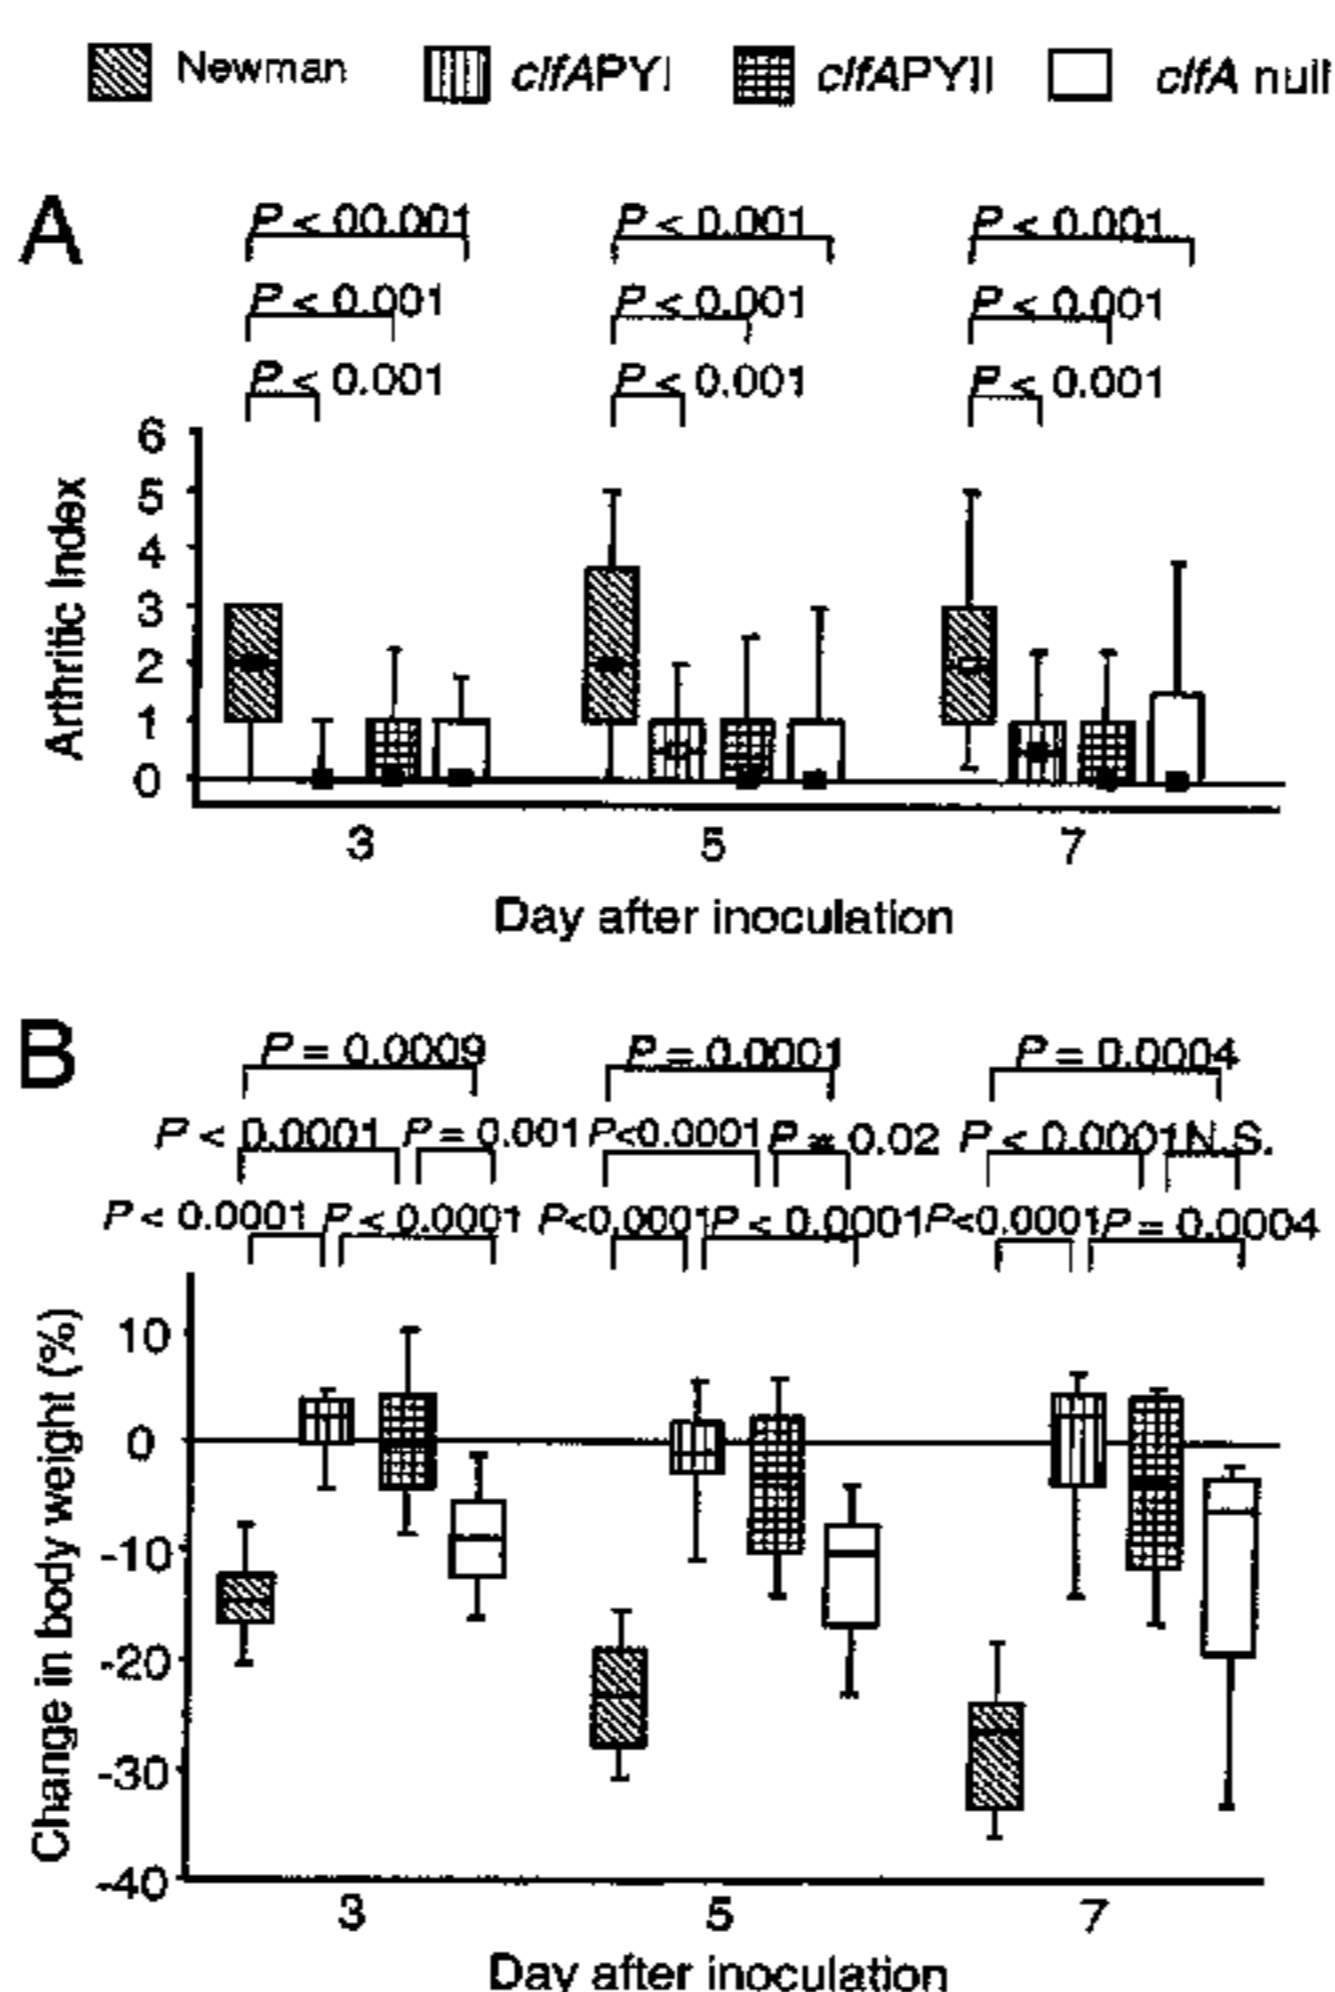 Newman clfAPYI clfAPYII clfA null
A
P < 00.001 P < 0.001 P < 0.001
P < 0.001 P < 0.001 P < 0.001
P < 0.001 P < 0.001 P < 0.001
6
5
4
3
2
1
0
Arthritic Index
3 5 7
Day after inoculation
B
P = 0.0009 P = 0.0001 P = 0.0004
P < 0.0001 P = 0.001 P<0.0001 P = 0.02 P < 0.0001 N.S.
P < 0.0001 P < 0.0001 P<0.0001 P < 0.0001 P<0.0001 P = 0.0004
10
0
-10
-20
-30
-40
Change in body weight (%)
3 5 7
Day after inoculation